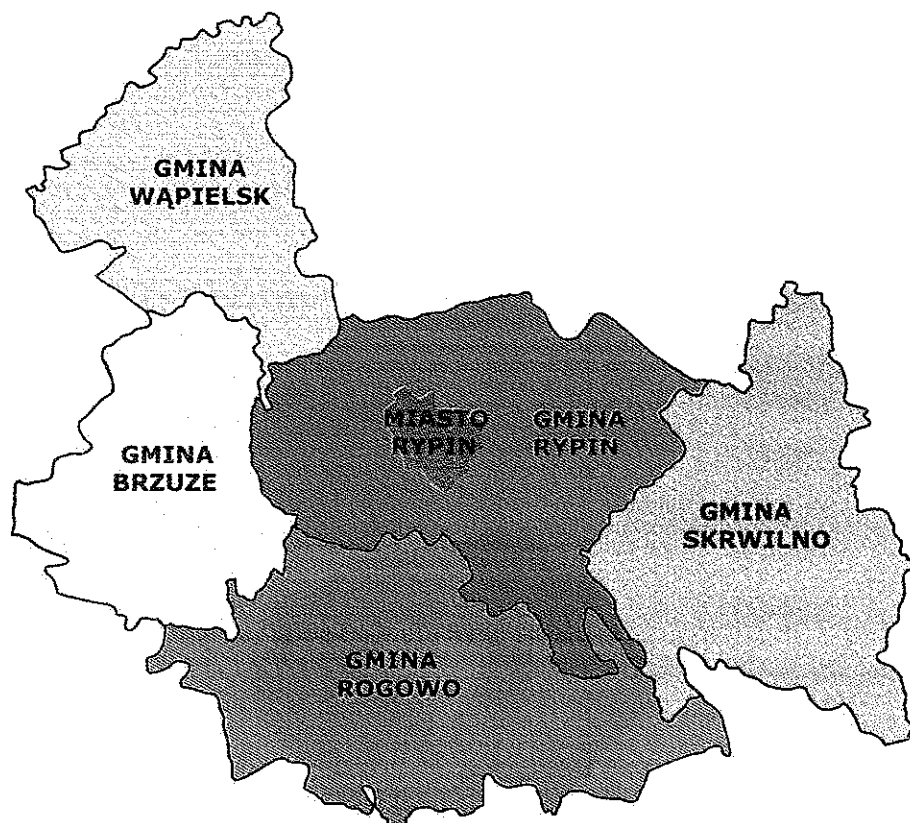 GMINA
WĄPIELSK
MIASTO
RYPIN
GMINA
RYPIN
GMINA
BRZUZE
GMINA
SKRWILNO
GMINA
ROGOWO